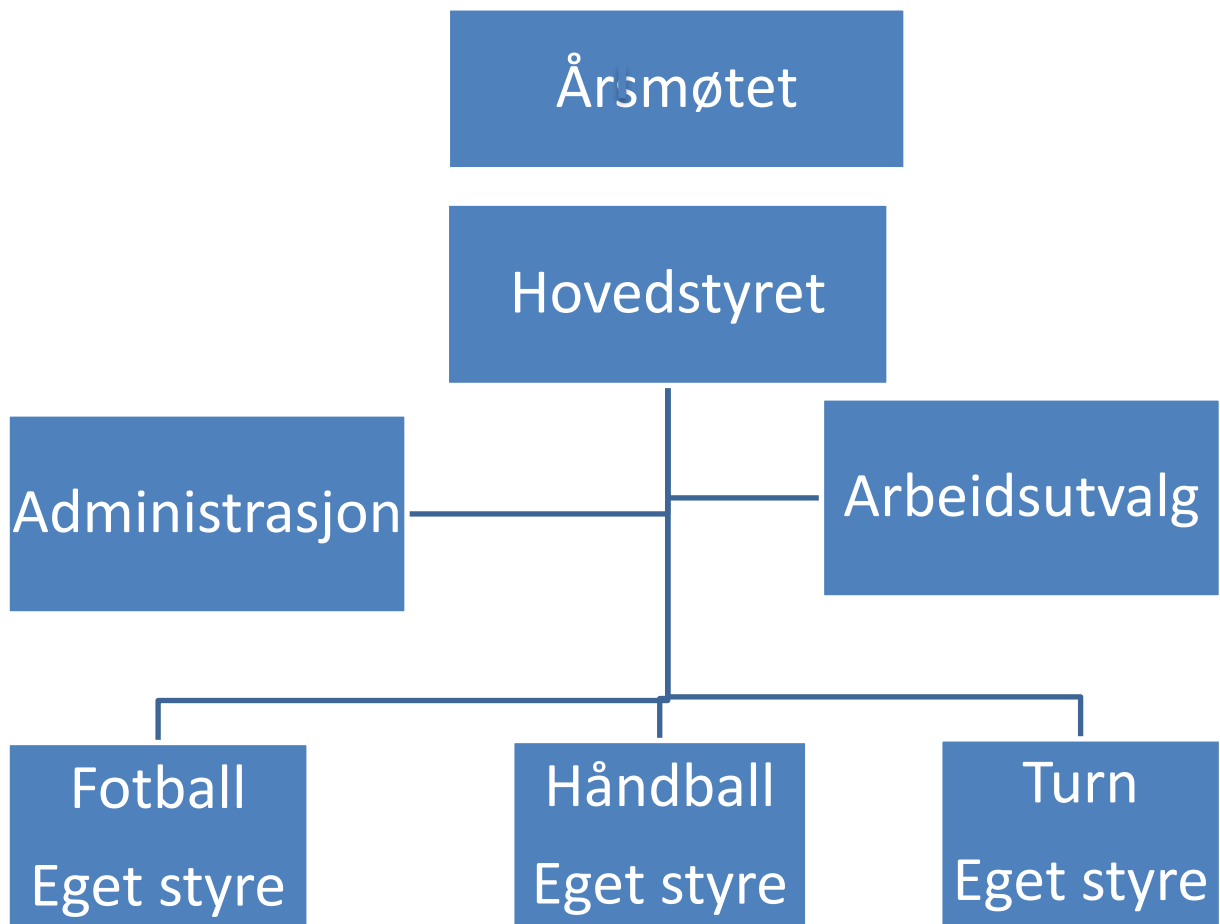 Årsmøtet
Hovedstyret
Administrasjon
Arbeidsutvalg
Fotball
Eget styre
Håndball
Eget styre
Turn
Eget styre